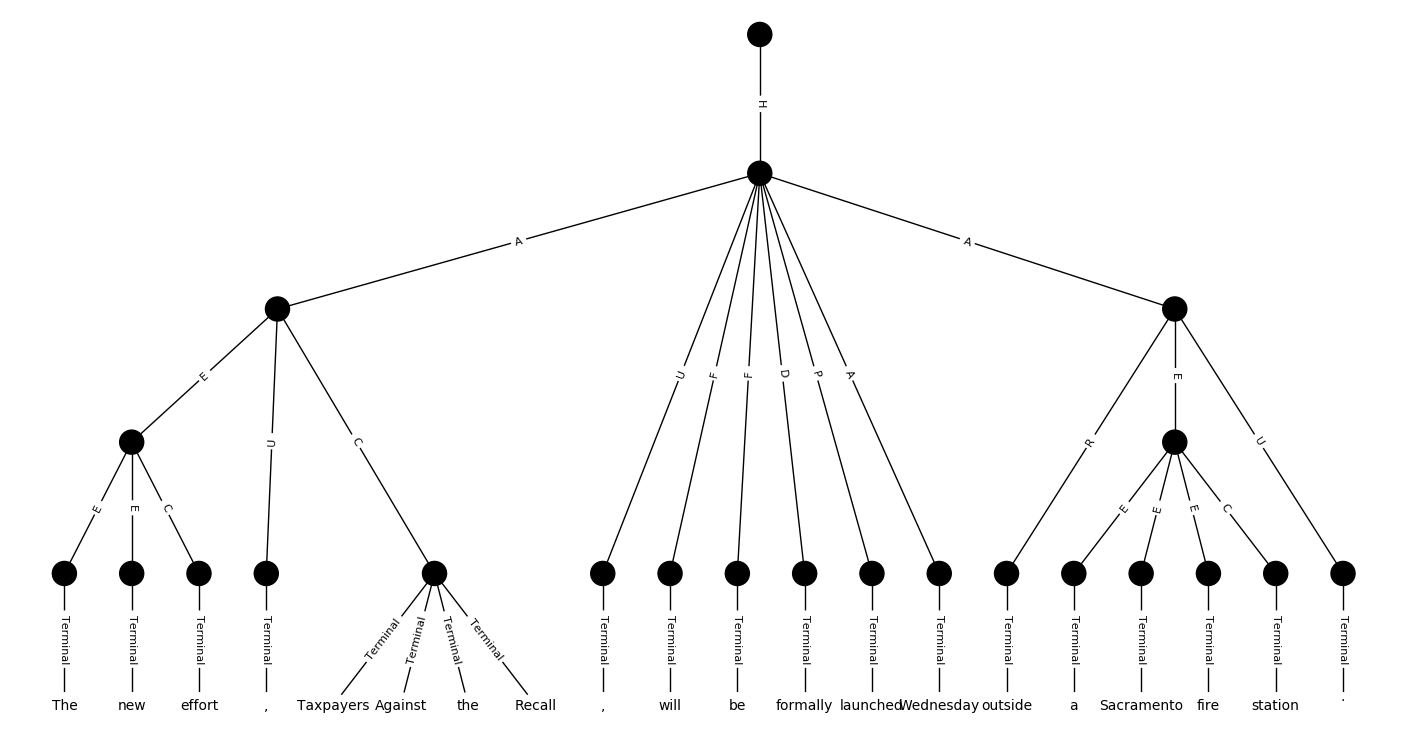 H
A A
U F F D P A
E U C R E U
E E C E E E C
Terminal Terminal Terminal Terminal Terminal Terminal Terminal Terminal Terminal Terminal Terminal Terminal Terminal Terminal Terminal Terminal Terminal Terminal Terminal Terminal
The new effort , Taxpayers Against the Recall , will be formally launched Wednesday outside a Sacramento fire station .